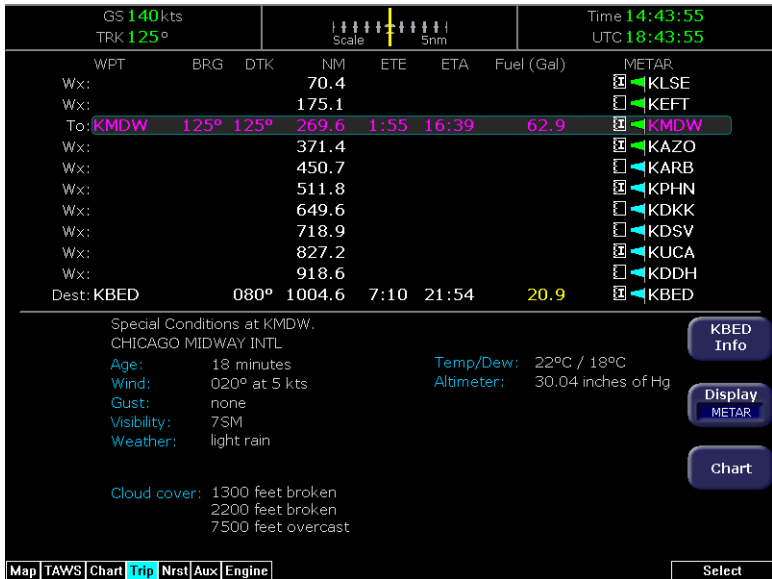 GS 140kts
TRK 125°
Scale 5nm
Time 14:43:55
UTC 18:43:55
WPT BRG DTK NM ETE ETA Fuel (Gal) METAR
Wx: 70.4 I KLSE
Wx: 175.1 KEFT
To: KMDW 125° 125° 269.6 1:55 16:39 62.9 I KMDW
Wx: 371.4 I KAZO
Wx: 450.7 KARB
Wx: 511.8 I KPHN
Wx: 649.6 KDKK
Wx: 718.9 KDSV
Wx: 827.2 I KUCA
Wx: 918.6 KDDH
Dest: KBED 080° 1004.6 7:10 21:54 20.9 I KBED
Special Conditions at KMDW.
CHICAGO MIDWAY INTL
Age: 18 minutes
Wind: 020° at 5 kts
Gust: none
Visibility: 7SM
Weather: light rain
Temp/Dew: 22°C / 18°C
Altimeter: 30.04 inches of Hg
Cloud cover: 1300 feet broken
2200 feet broken
7500 feet overcast
KBED
Info
Display
METAR
Chart
Map TAWS Chart Trip Nrst Aux Engine Select